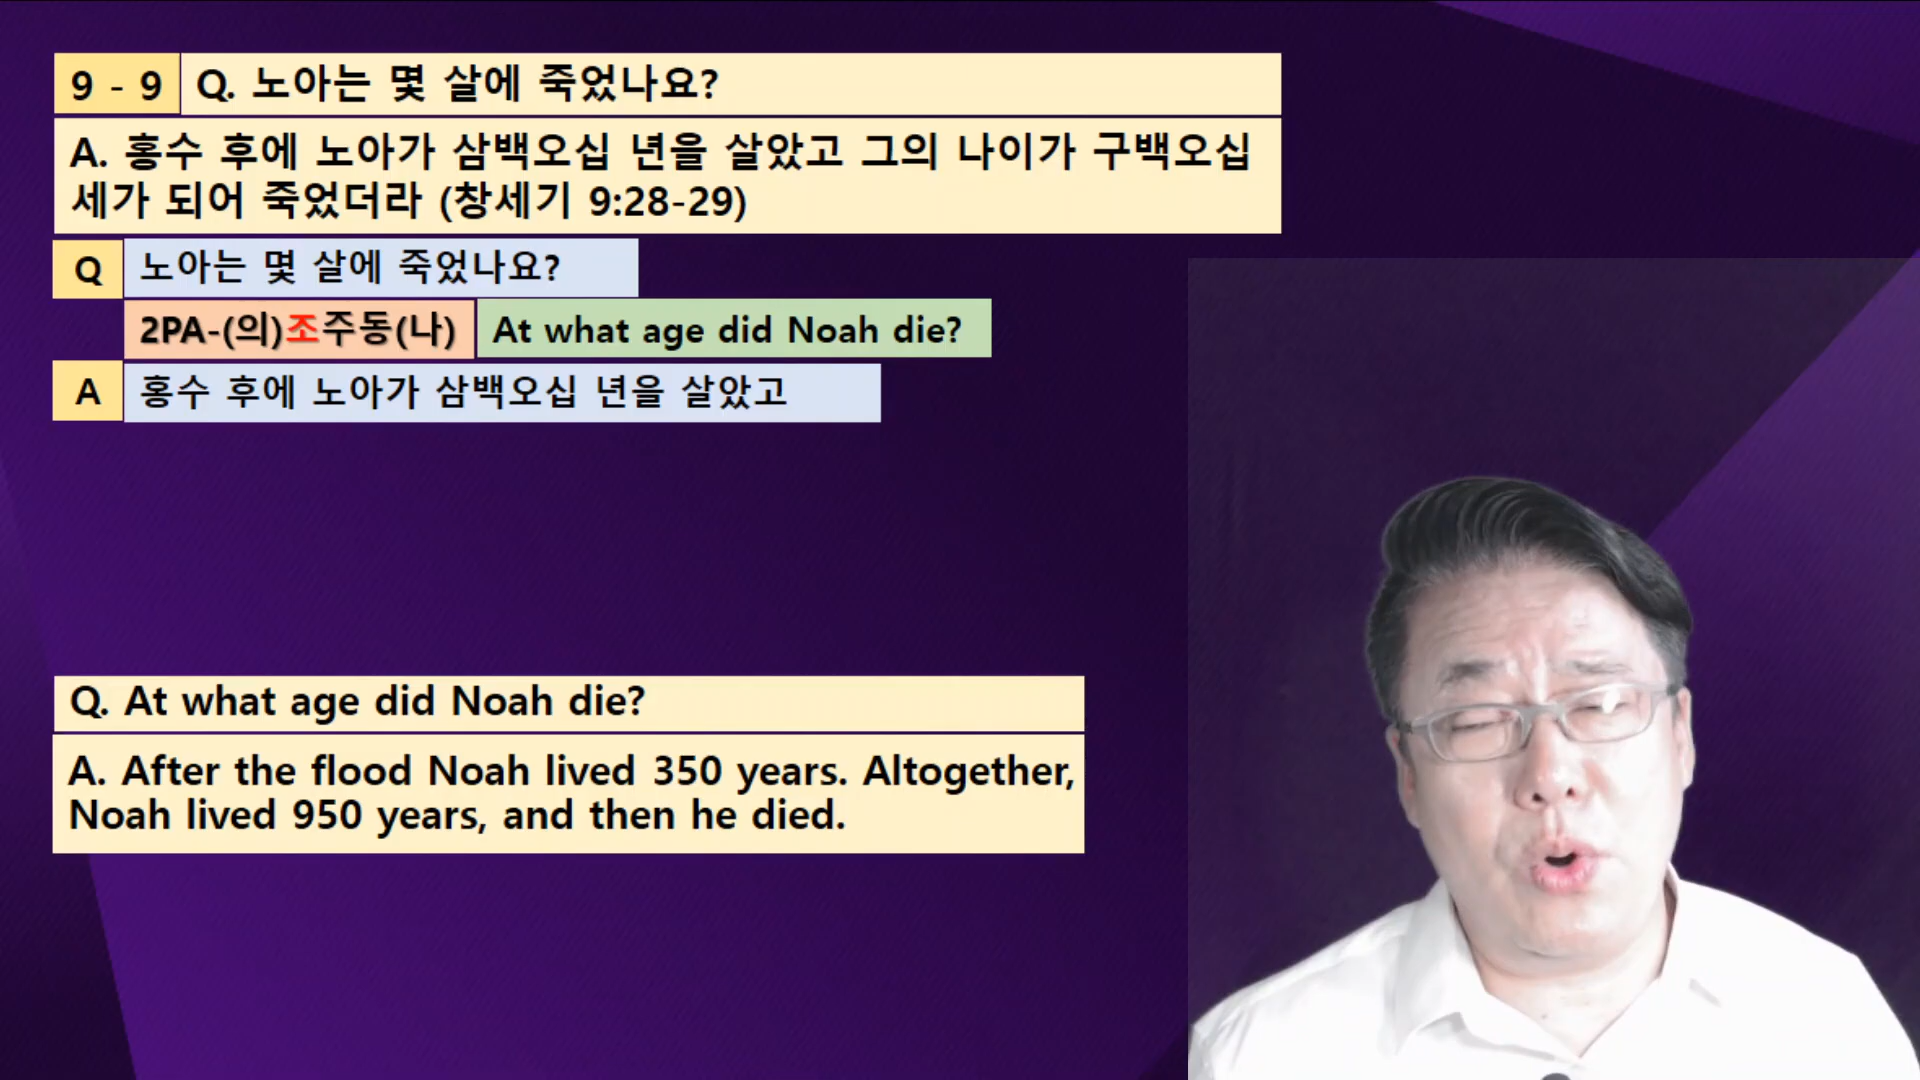 9 - 9 Q. 노아는 몇 살에 죽었나요?
A. 홍수 후에 노아가 삼백오십 년을 살았고 그의 나이가 구백오십
세가 되어 죽었더라 (창세기 9:28-29)
Q 노아는 몇 살에 죽었나요?
2PA-(의)조주동(나) At what age did Noah die?
A 홍수 후에 노아가 삼백오십 년을 살았고
Q. At what age did Noah die?
A. After the flood Noah lived 350 years. Altogether,
Noah lived 950 years, and then he died.